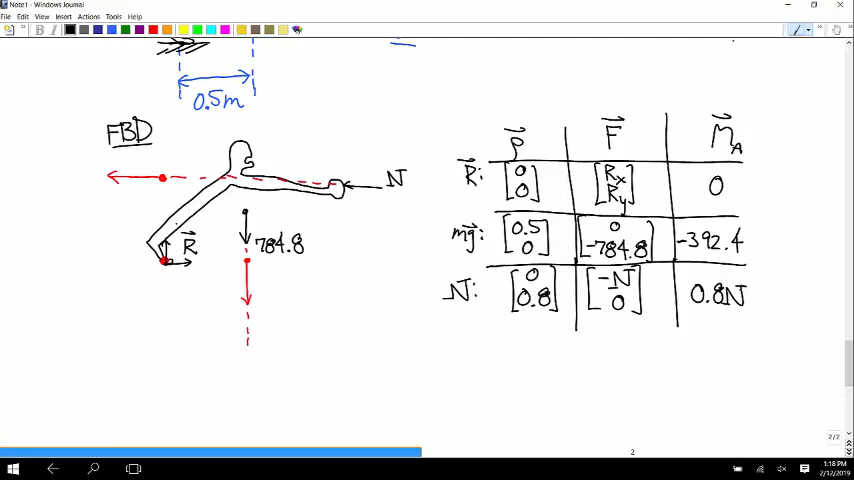 Note1 - Windows Journal
File Edit View Insert Actions Tools Help
B I
0.5m
FBD
N
R
784.8
ρ F M_A
R: [0 0] [Rx Ry] 0
mg: [0.5 0] [0 -784.8] -392.4
N: [0 0.8] [-N 0] 0.8N
2/2
2
1:18 PM
2/12/2019